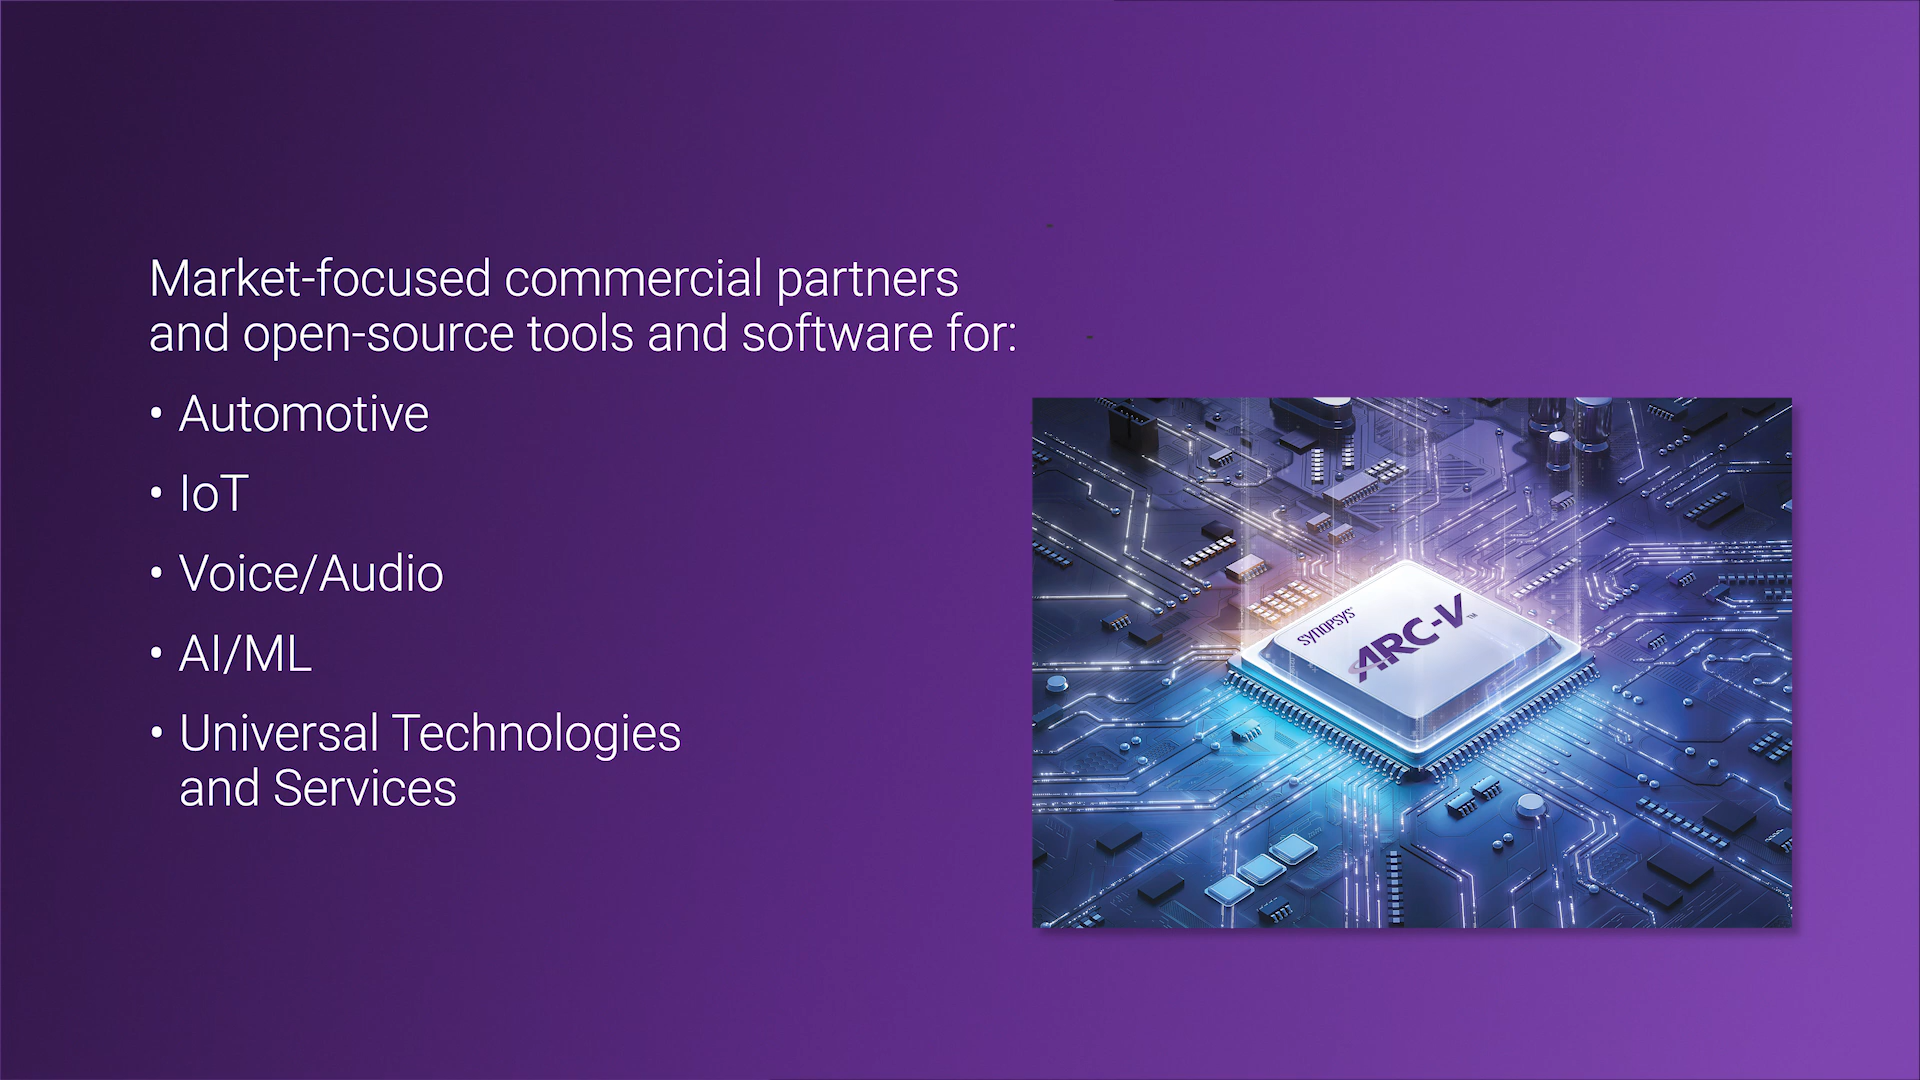 Market-focused commercial partners
and open-source tools and software for:
• Automotive
• IoT
• Voice/Audio
• AI/ML
• Universal Technologies
and Services
SYNOPSYS®
ARC-V™